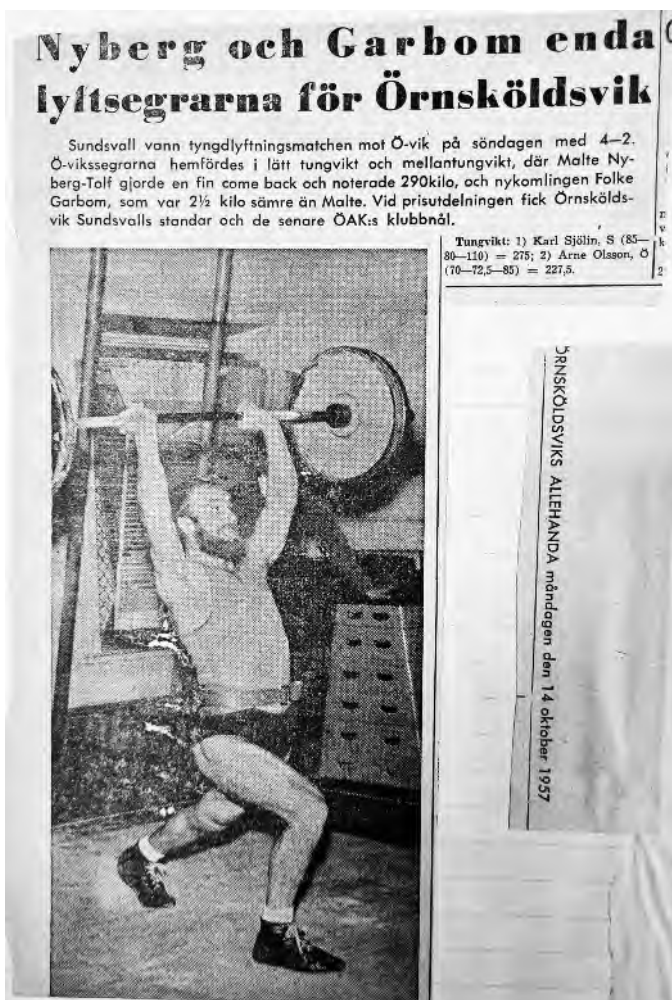 Nyberg och Garbom enda
lyftsegrarna för Örnsköldsvik
Sundsvall vann tyngdlyftningsmatchen mot Ö-vik på söndagen med 4—2.
Ö-vikssegrarna hemfördes i lätt tungvikt och mellantungvikt, där Malte Ny-
berg-Tolf gjorde en fin come back och noterade 290kilo, och nykomlingen Folke
Garbom, som var 2½ kilo sämre än Malte. Vid prisutdelningen fick Örnskölds-
vik Sundsvalls standar och de senare ÖAK:s klubbnål.
Tungvikt: 1) Karl Sjölin, S (85—
80—110) = 275; 2) Arne Olsson, Ö
(70—72,5—85) = 227,5.
ÖRNSKÖLDSVIKS ALLEHANDA måndagen den 14 oktober 1957